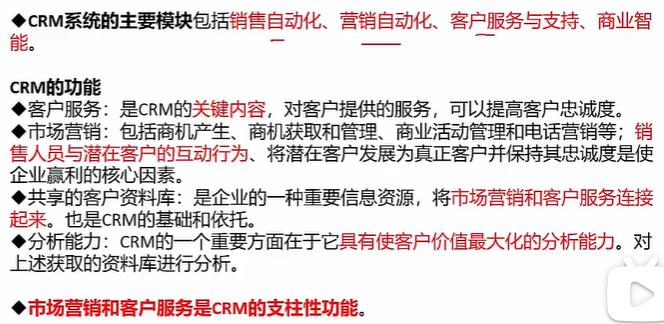 ◆CRM系统的主要模块包括销售自动化、营销自动化、客户服务与支持、商业智
能。
CRM的功能
◆客户服务：是CRM的关键内容，对客户提供的服务，可以提高客户忠诚度。
◆市场营销：包括商机产生、商机获取和管理、商业活动管理和电话营销等；销
售人员与潜在客户的互动行为、将潜在客户发展为真正客户并保持其忠诚度是使
企业赢利的核心因素。
◆共享的客户资料库：是企业的一种重要信息资源，将市场营销和客户服务连接
起来。也是CRM的基础和依托。
◆分析能力：CRM的一个重要方面在于它具有使客户价值最大化的分析能力。对
上述获取的资料库进行分析。
◆市场营销和客户服务是CRM的支柱性功能。